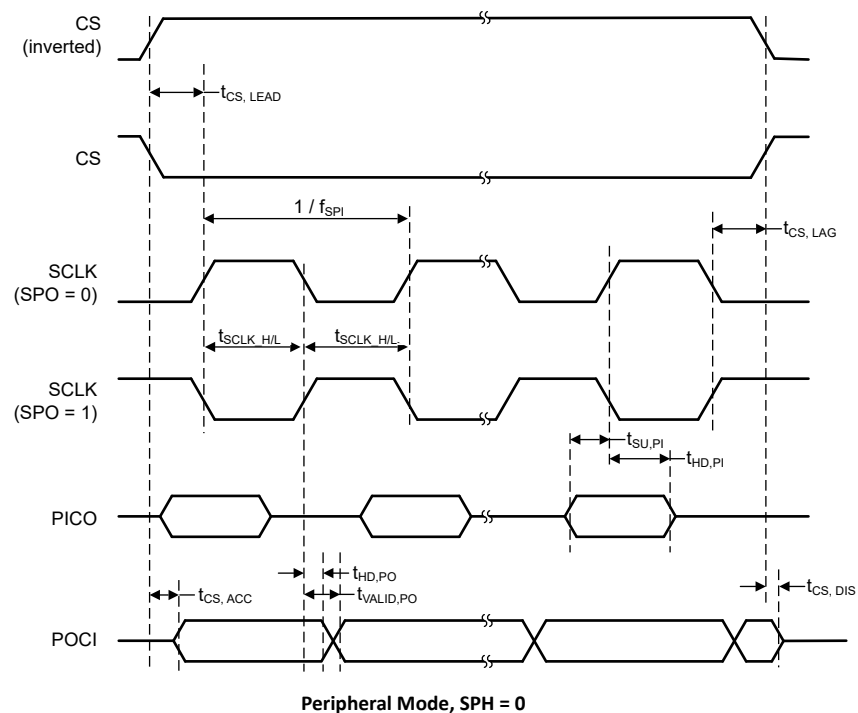 CS
(inverted)
tCS, LEAD
CS
1 / fSPI
tCS, LAG
SCLK
(SPO = 0)
tSCLK_H/L
tSCLK_H/L
SCLK
(SPO = 1)
tSU,PI
tHD,PI
PICO
tHD,PO
tCS, ACC
tVALID,PO
tCS, DIS
POCI
Peripheral Mode, SPH = 0